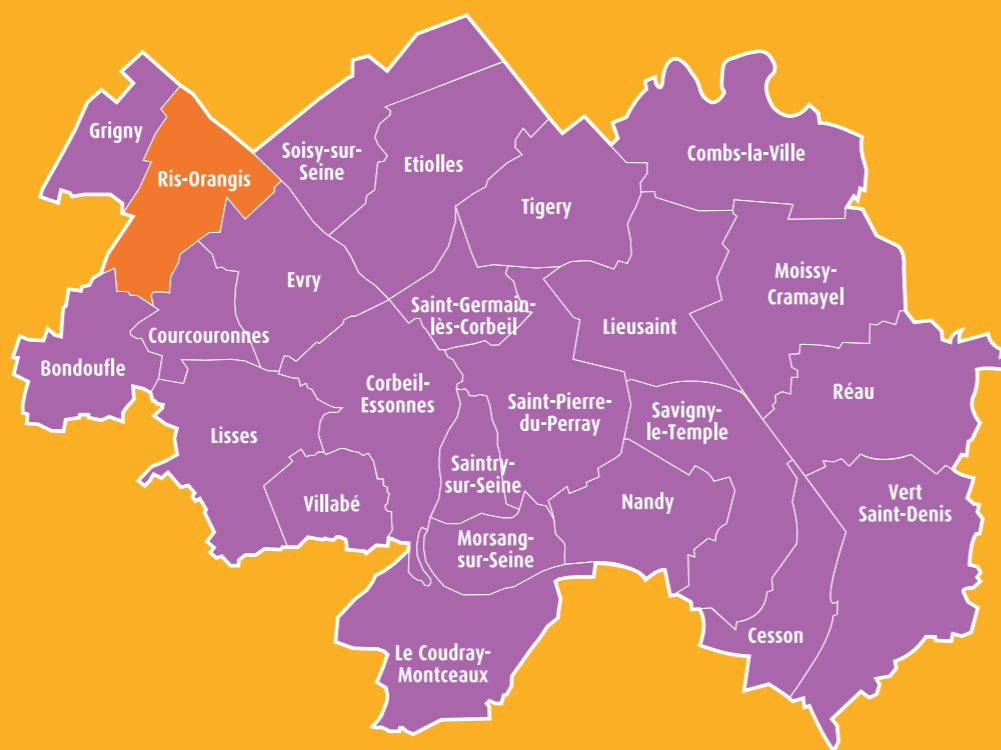 Grigny
Ris-Orangis
Soisy-sur-
Seine
Etiolles
Tigery
Combs-la-Ville
Evry
Saint-Germain-
lès-Corbeil
Lieusaint
Moissy-
Cramayel
Courcouronnes
Bondoufle
Lisses
Corbeil-
Essonnes
Saint-Pierre-
du-Perray
Savigny-
le-Temple
Réau
Villabé
Saintry-
sur-Seine
Nandy
Vert
Saint-Denis
Morsang-
sur-Seine
Cesson
Le Coudray-
Montceaux